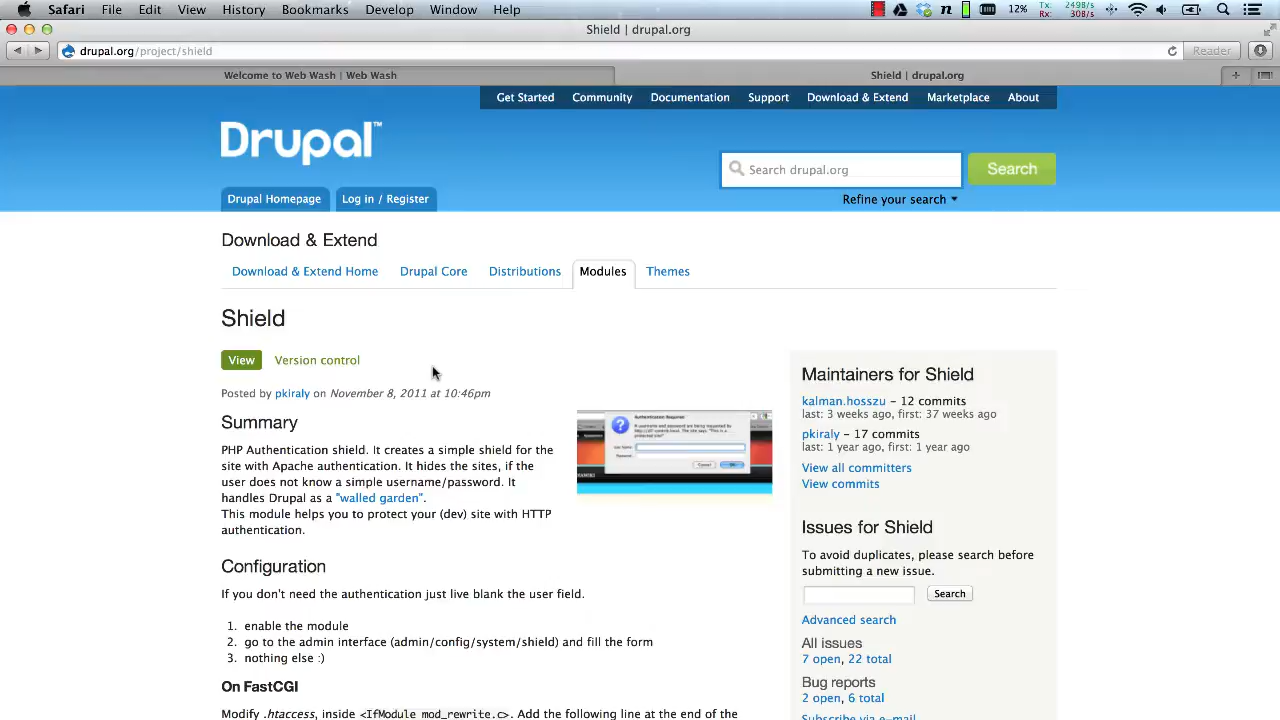 Safari File Edit View History Bookmarks Develop Window Help 12% Tx: 249B/s Rx: 308B/s
Shield | drupal.org
drupal.org/project/shield Reader
Welcome to Web Wash | Web Wash Shield | drupal.org
Get Started Community Documentation Support Download & Extend Marketplace About
Drupal™
Search drupal.org Search
Refine your search
Drupal Homepage Log in / Register
Download & Extend
Download & Extend Home Drupal Core Distributions Modules Themes
Shield
View Version control
Posted by pkiraly on November 8, 2011 at 10:46pm
Summary
PHP Authentication shield. It creates a simple shield for the
site with Apache authentication. It hides the sites, if the
user does not know a simple username/password. It
handles Drupal as a "walled garden".
This module helps you to protect your (dev) site with HTTP
authentication.
Authentication Required
Configuration
If you don't need the authentication just live blank the user field.
1. enable the module
2. go to the admin interface (admin/config/system/shield) and fill the form
3. nothing else :)
On FastCGI
Modify .htaccess, inside <IfModule mod_rewrite.c>. Add the following line at the end of the
Maintainers for Shield
kalman.hosszu – 12 commits
last: 3 weeks ago, first: 37 weeks ago
pkiraly – 17 commits
last: 1 year ago, first: 1 year ago
View all committers
View commits
Issues for Shield
To avoid duplicates, please search before
submitting a new issue.
Search
Advanced search
All issues
7 open, 22 total
Bug reports
2 open, 6 total
Subscribe via e-mail